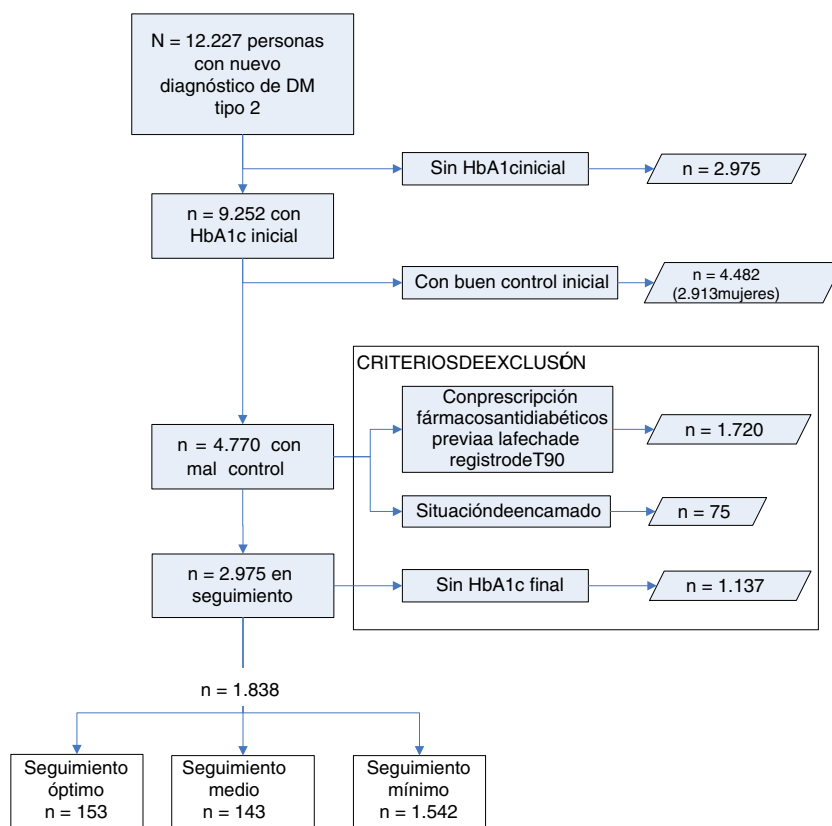 N = 12.227 personas
con nuevo
diagnóstico de DM
tipo 2
Sin HbA1cinicial
n = 2.975
n = 9.252 con
HbA1c inicial
Con buen control inicial
n = 4.482
(2.913mujeres)
CRITERIOSDEEXCLUSIÓN
Conprescripción
fármacosantidiabéticos
previaa lafechade
registrodeT90
n = 1.720
n = 4.770 con
mal control
Situacióndeencamado
n = 75
n = 2.975 en
seguimiento
Sin HbA1c final
n = 1.137
n = 1.838
Seguimiento
óptimo
n = 153
Seguimiento
medio
n = 143
Seguimiento
mínimo
n = 1.542